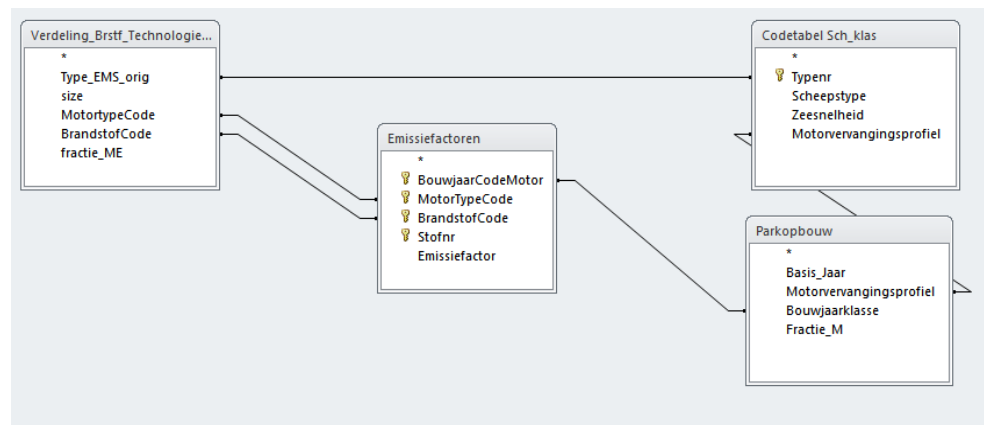 Verdeling_Brstf_Technologie...
*
Type_EMS_orig
size
MotortypeCode
BrandstofCode
fractie_ME
Emissiefactoren
*
BouwjaarCodeMotor
MotorTypeCode
BrandstofCode
Stofnr
Emissiefactor
Codetabel Sch_klas
*
Typenr
Scheepstype
Zeesnelheid
Motorvervangingsprofiel
Parkopbouw
*
Basis_Jaar
Motorvervangingsprofiel
Bouwjaarklasse
Fractie_M